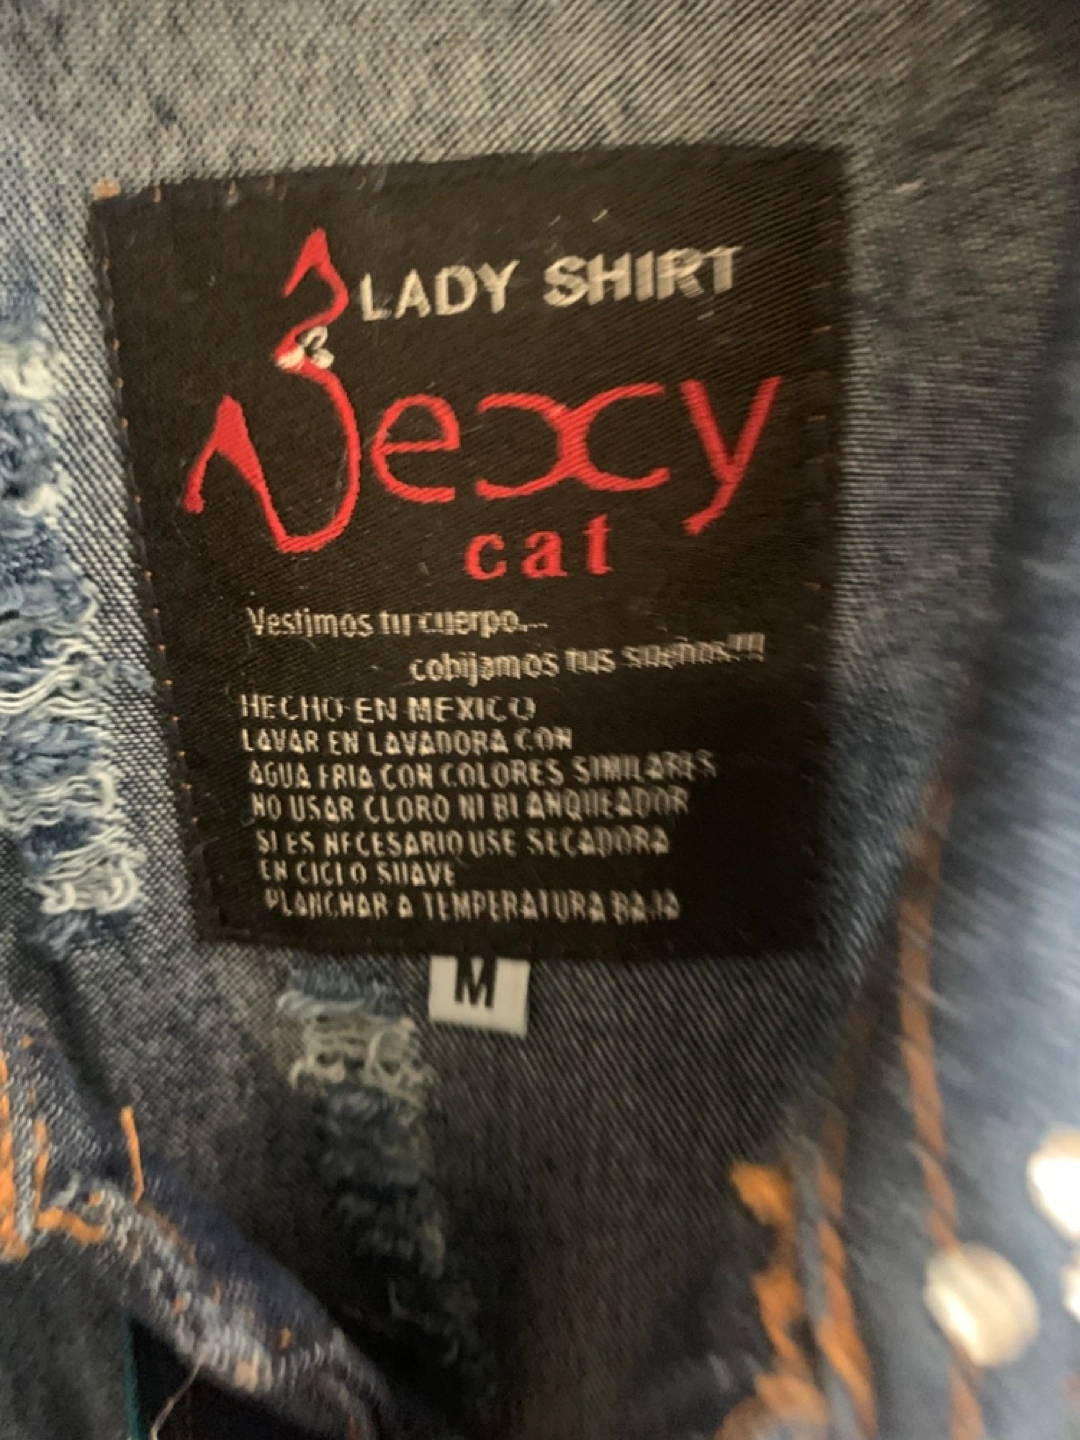 LADY SHIRT
Sexy
cat
Vestimos tu cuerpo...
cobijamos tus sueños!!!
HECHO EN MEXICO
LAVAR EN LAVADORA CON
AGUA FRIA CON COLORES SIMILARES
NO USAR CLORO NI BLANQUEADOR
SI ES NECESARIO USE SECADORA
EN CICLO SUAVE
PLANCHAR A TEMPERATURA BAJA
M